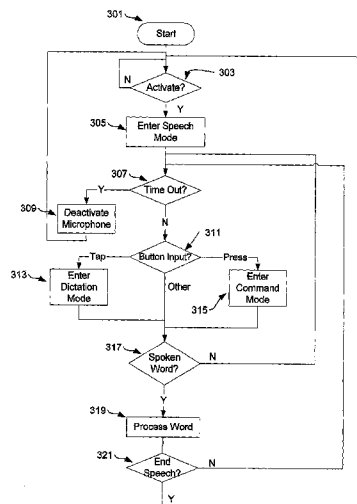 301
Start
303
N
Activate?
Y
305
Enter Speech
Mode
307
Y
Time Out?
309
Deactivate
Microphone
N
311
Tap
Button Input?
Press
313
Enter
Dictation
Mode
Other
Enter
Command
Mode
315
317
Spoken
Word?
N
Y
319
Process Word
321
End
Speech?
N
Y